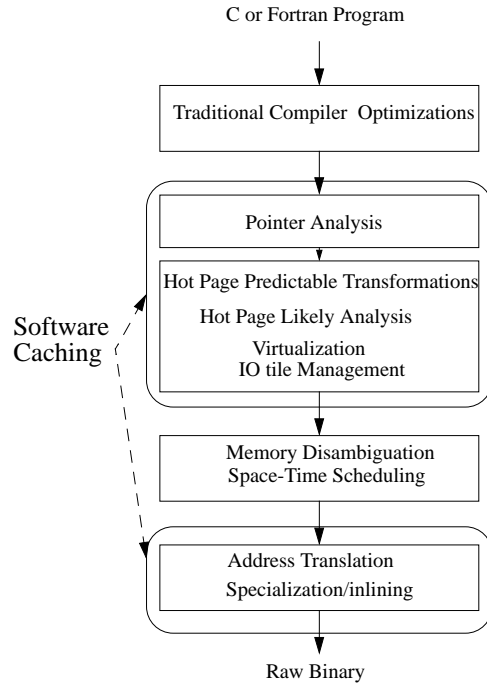 C or Fortran Program
Traditional Compiler Optimizations
Pointer Analysis
Hot Page Predictable Transformations
Hot Page Likely Analysis
Virtualization
IO tile Management
Software
Caching
Memory Disambiguation
Space-Time Scheduling
Address Translation
Specialization/inlining
Raw Binary